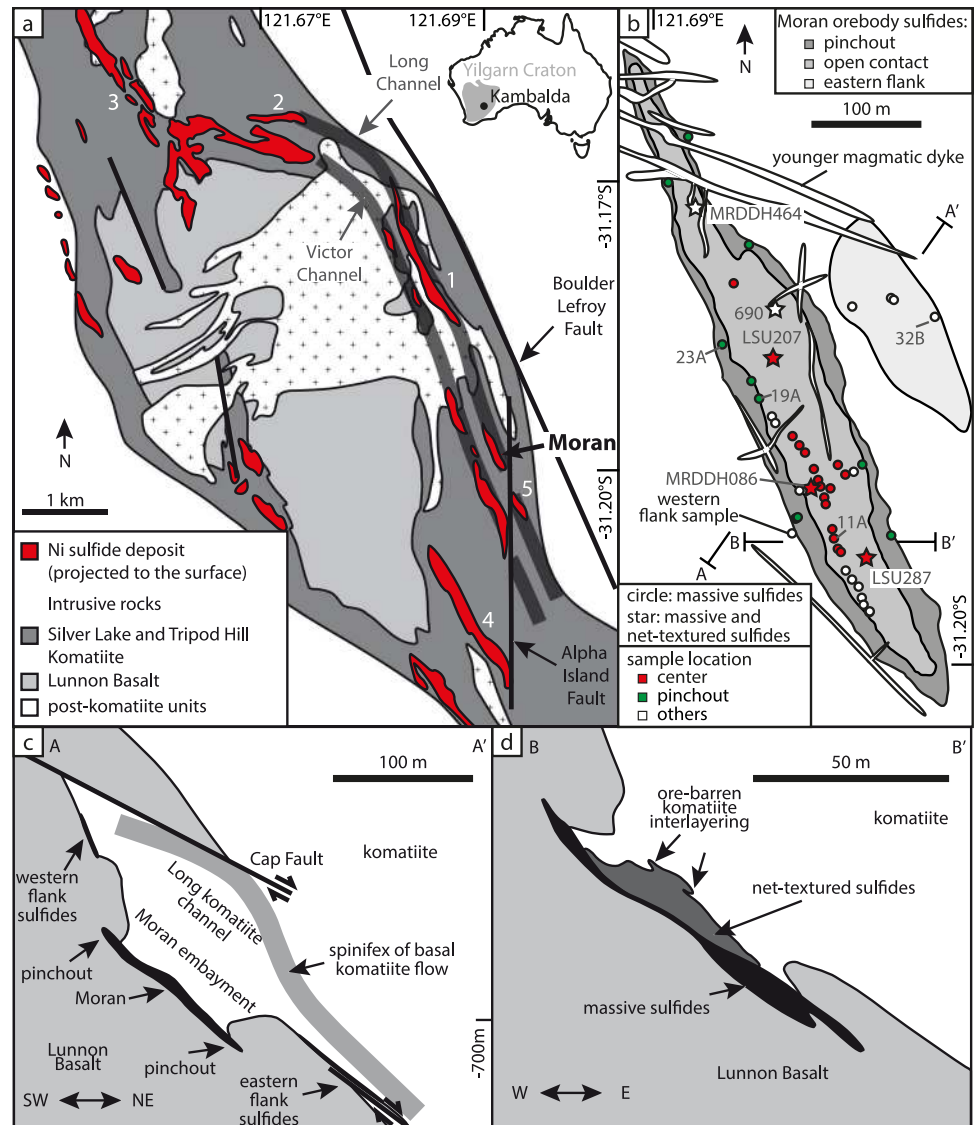 a
121.67°E
121.69°E
Long
Channel
Yilgarn Craton
Kambalda
3
2
Victor
Channel
1
-31.17°S
Boulder
Lefroy
Fault
N
1 km
Moran
5
-31.20°S
4
Alpha
Island
Fault
Ni sulfide deposit
(projected to the surface)
Intrusive rocks
Silver Lake and Tripod Hill
Komatiite
Lunnon Basalt
post-komatiite units
b
121.69°E
N
Moran orebody sulfides:
pinchout
open contact
eastern flank
100 m
younger magmatic dyke
MRDDH464
A'
-31.17°S
690
LSU207
32B
23A
19A
MRDDH086
western
flank sample
11A
B
B'
A
LSU287
-31.20°S
circle: massive sulfides
star: massive and
net-textured sulfides
sample location
center
pinchout
others
c
A
A'
100 m
Cap Fault
komatiite
western
flank
sulfides
Long komatiite
channel
Moran embayment
spinifex of basal
komatiite flow
pinchout
Moran
Lunnon
Basalt
pinchout
-700m
SW
NE
eastern
flank
sulfides
d
B
B'
50 m
ore-barren
komatiite
interlayering
komatiite
net-textured sulfides
massive sulfides
Lunnon Basalt
W
E